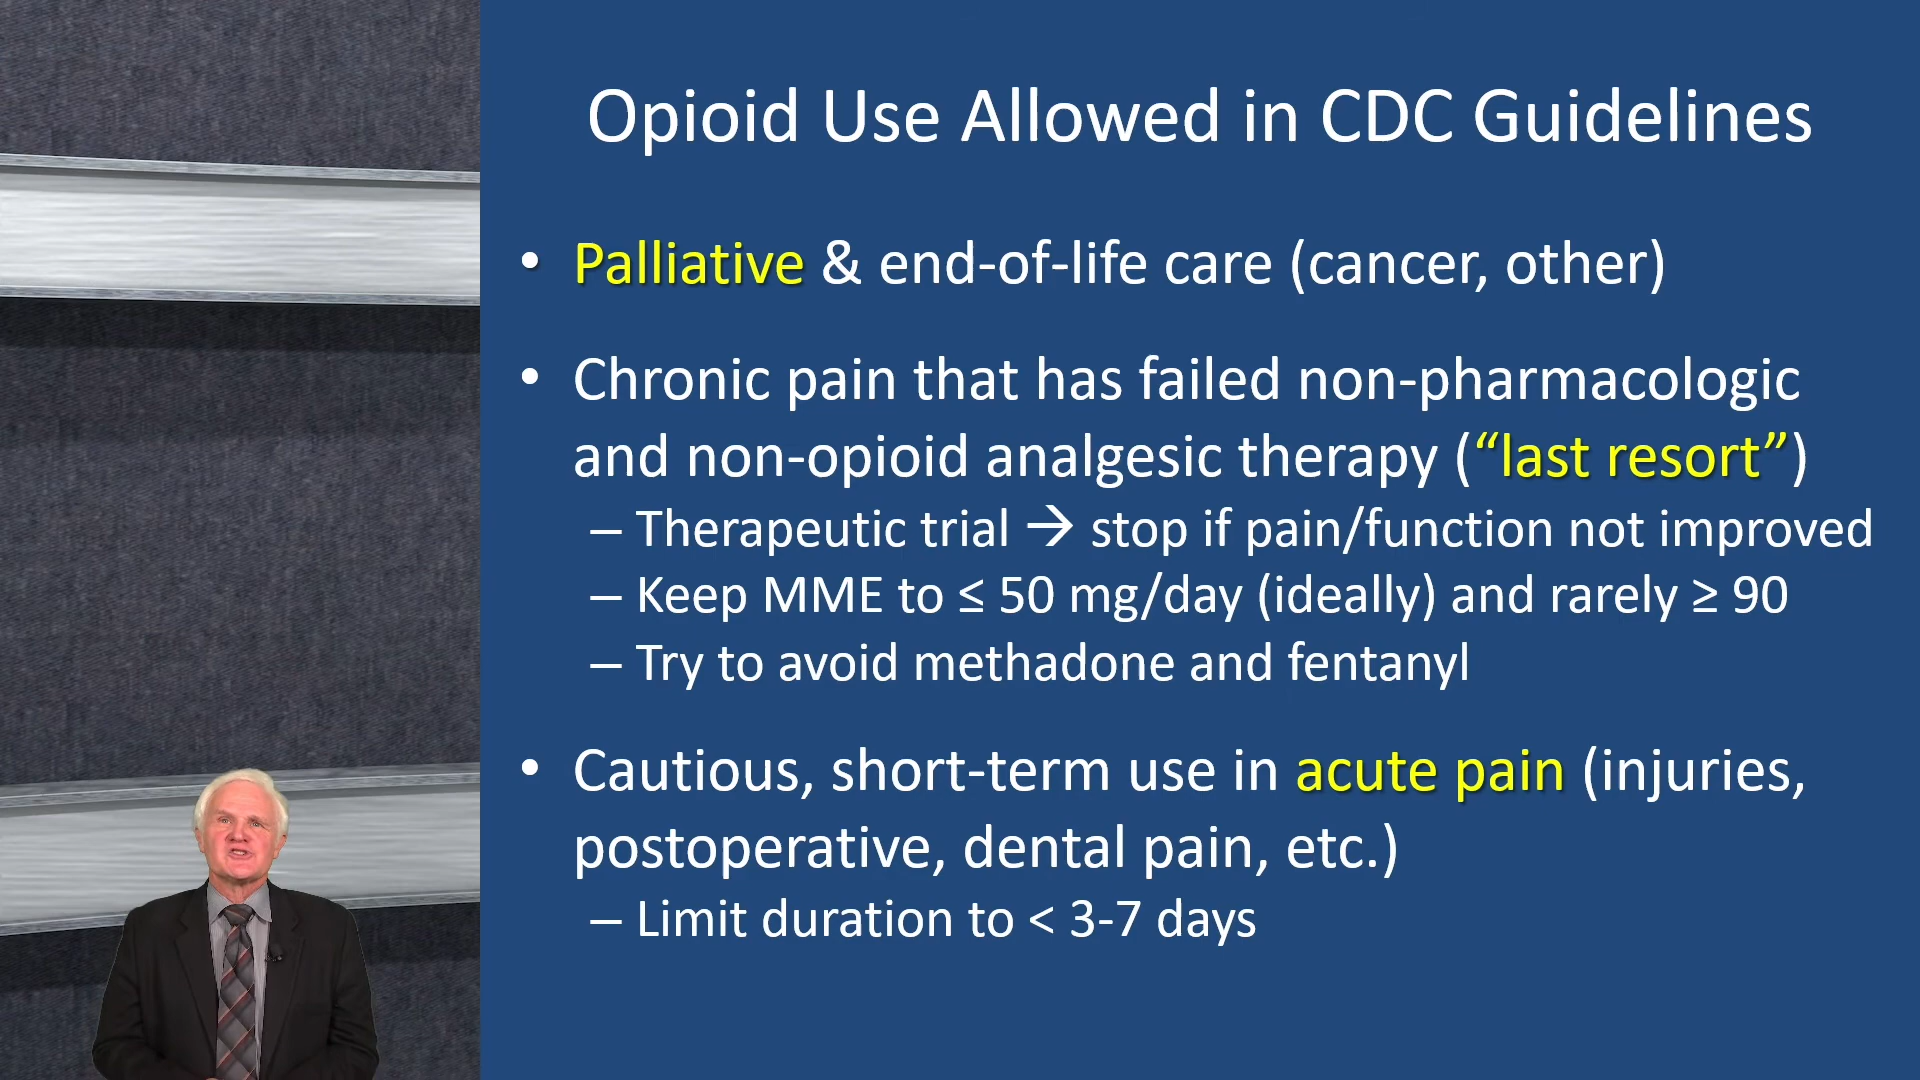 Opioid Use Allowed in CDC Guidelines
• Palliative & end-of-life care (cancer, other)
• Chronic pain that has failed non-pharmacologic
and non-opioid analgesic therapy (“last resort”)
– Therapeutic trial → stop if pain/function not improved
– Keep MME to ≤ 50 mg/day (ideally) and rarely ≥ 90
– Try to avoid methadone and fentanyl
• Cautious, short-term use in acute pain (injuries,
postoperative, dental pain, etc.)
– Limit duration to < 3-7 days